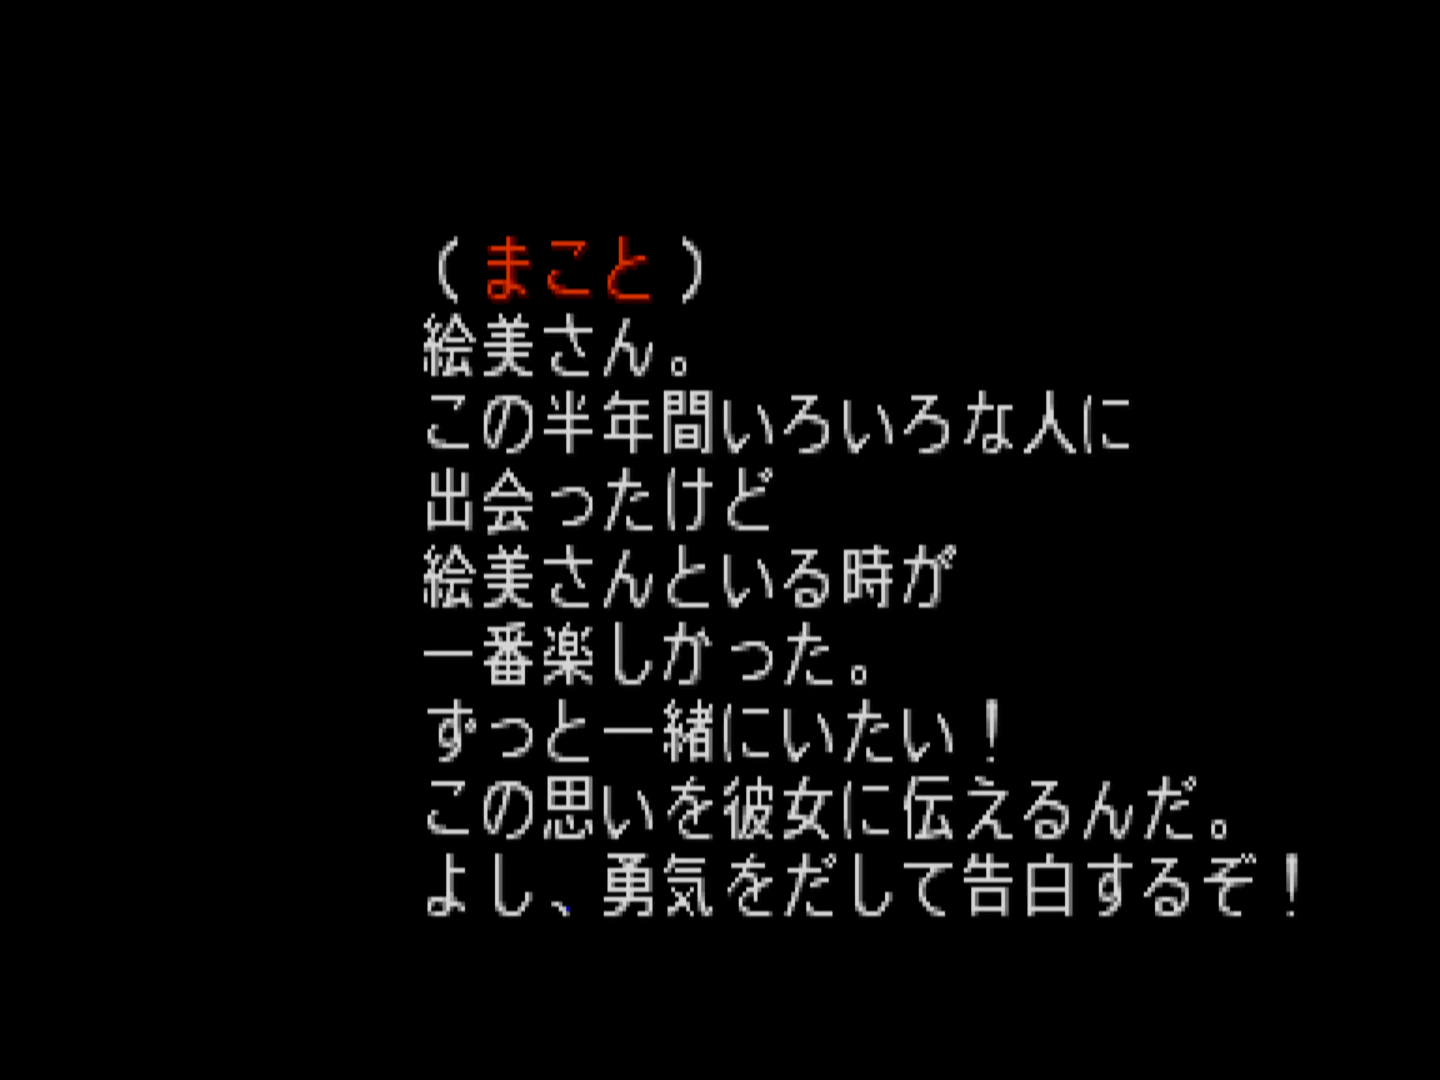 （まこと）
絵美さん。
この半年間いろいろな人に
出会ったけど
絵美さんといる時が
一番楽しかった。
ずっと一緒にいたい！
この思いを彼女に伝えるんだ。
よし、勇気をだして告白するぞ！